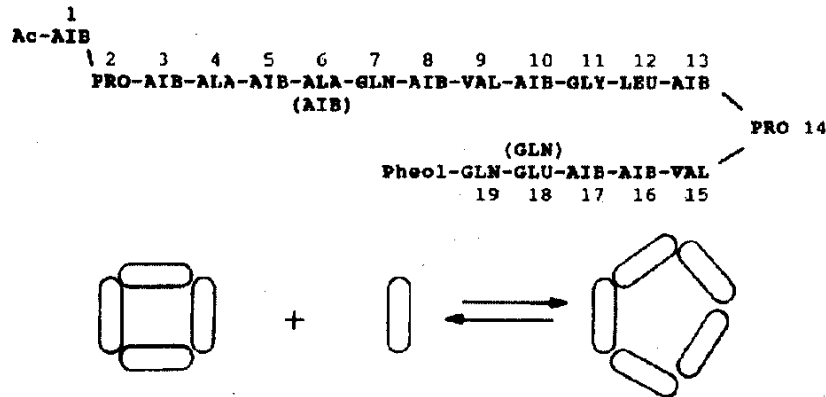 1
Ac-AIB
2 3 4 5 6 7 8 9 10 11 12 13
PRO-AIB-ALA-AIB-ALA-GLN-AIB-VAL-AIB-GLY-LEU-AIB
(AIB)
PRO 14
(GLN)
Pheol-GLN-GLU-AIB-AIB-VAL
19 18 17 16 15
+